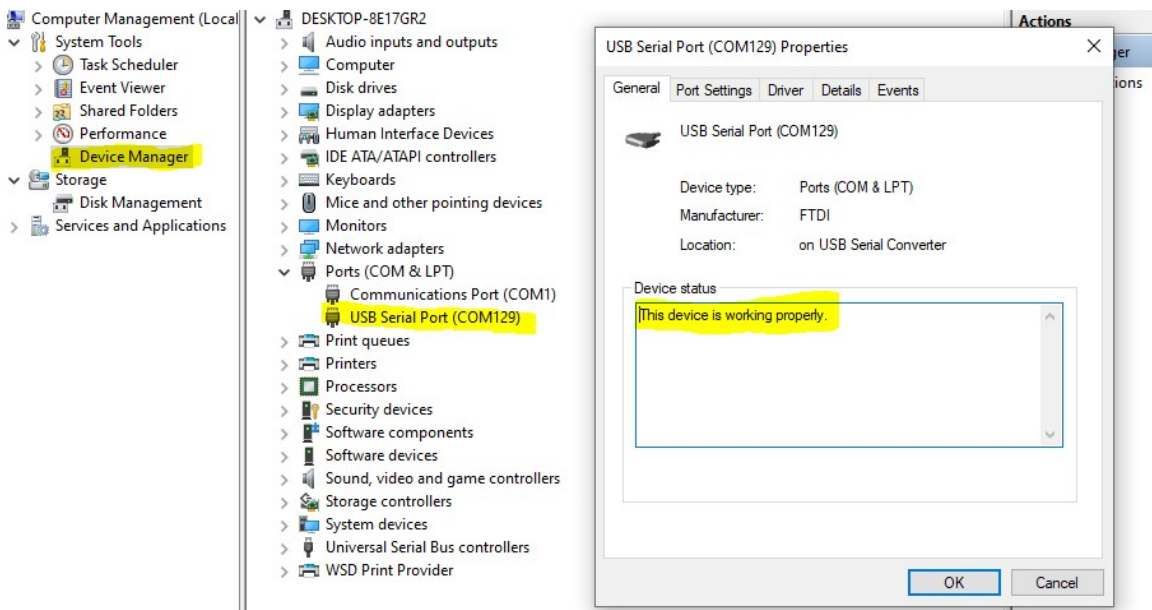 Computer Management (Local
System Tools
Task Scheduler
Event Viewer
Shared Folders
Performance
Device Manager
Storage
Disk Management
Services and Applications
DESKTOP-8E17GR2
Audio inputs and outputs
Computer
Disk drives
Display adapters
Human Interface Devices
IDE ATA/ATAPI controllers
Keyboards
Mice and other pointing devices
Monitors
Network adapters
Ports (COM & LPT)
Communications Port (COM1)
USB Serial Port (COM129)
Print queues
Printers
Processors
Security devices
Software components
Software devices
Sound, video and game controllers
Storage controllers
System devices
Universal Serial Bus controllers
WSD Print Provider
Actions
ger
ions
USB Serial Port (COM129) Properties
General Port Settings Driver Details Events
USB Serial Port (COM129)
Device type: Ports (COM & LPT)
Manufacturer: FTDI
Location: on USB Serial Converter
Device status
This device is working properly.
OK Cancel